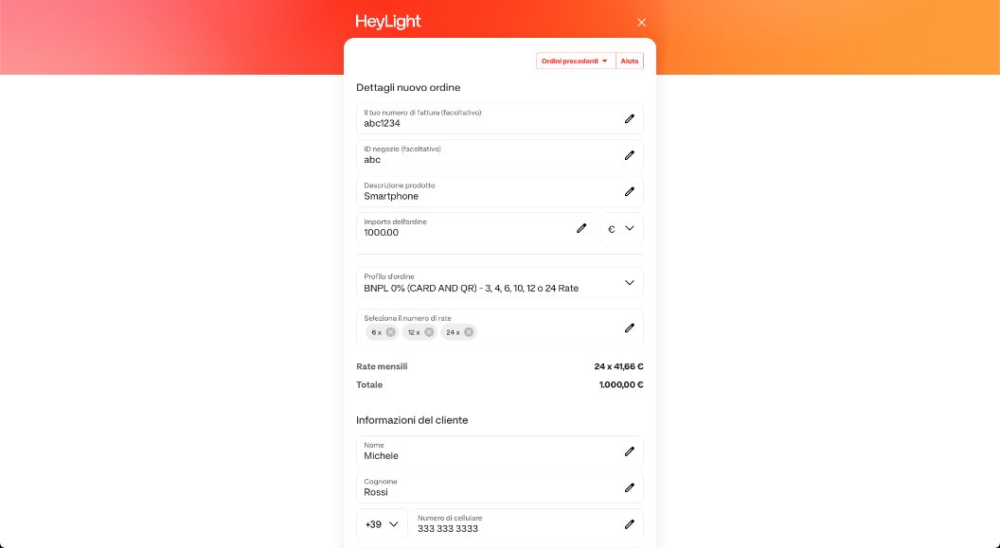 HeyLight
Ordini precedenti
Aiuto
Dettagli nuovo ordine
Il tuo numero di fattura (facoltativo)
abc1234
ID negozio (facoltativo)
abc
Descrizione prodotto
Smartphone
Importo dell'ordine
1000.00
€
Profilo d'ordine
BNPL 0% (CARD AND QR) - 3, 4, 6, 10, 12 o 24 Rate
Seleziona il numero di rate
6 x
12 x
24 x
Rate mensili 24 x 41,66 €
Totale 1.000,00 €
Informazioni del cliente
Nome
Michele
Cognome
Rossi
+39
Numero di cellulare
333 333 3333